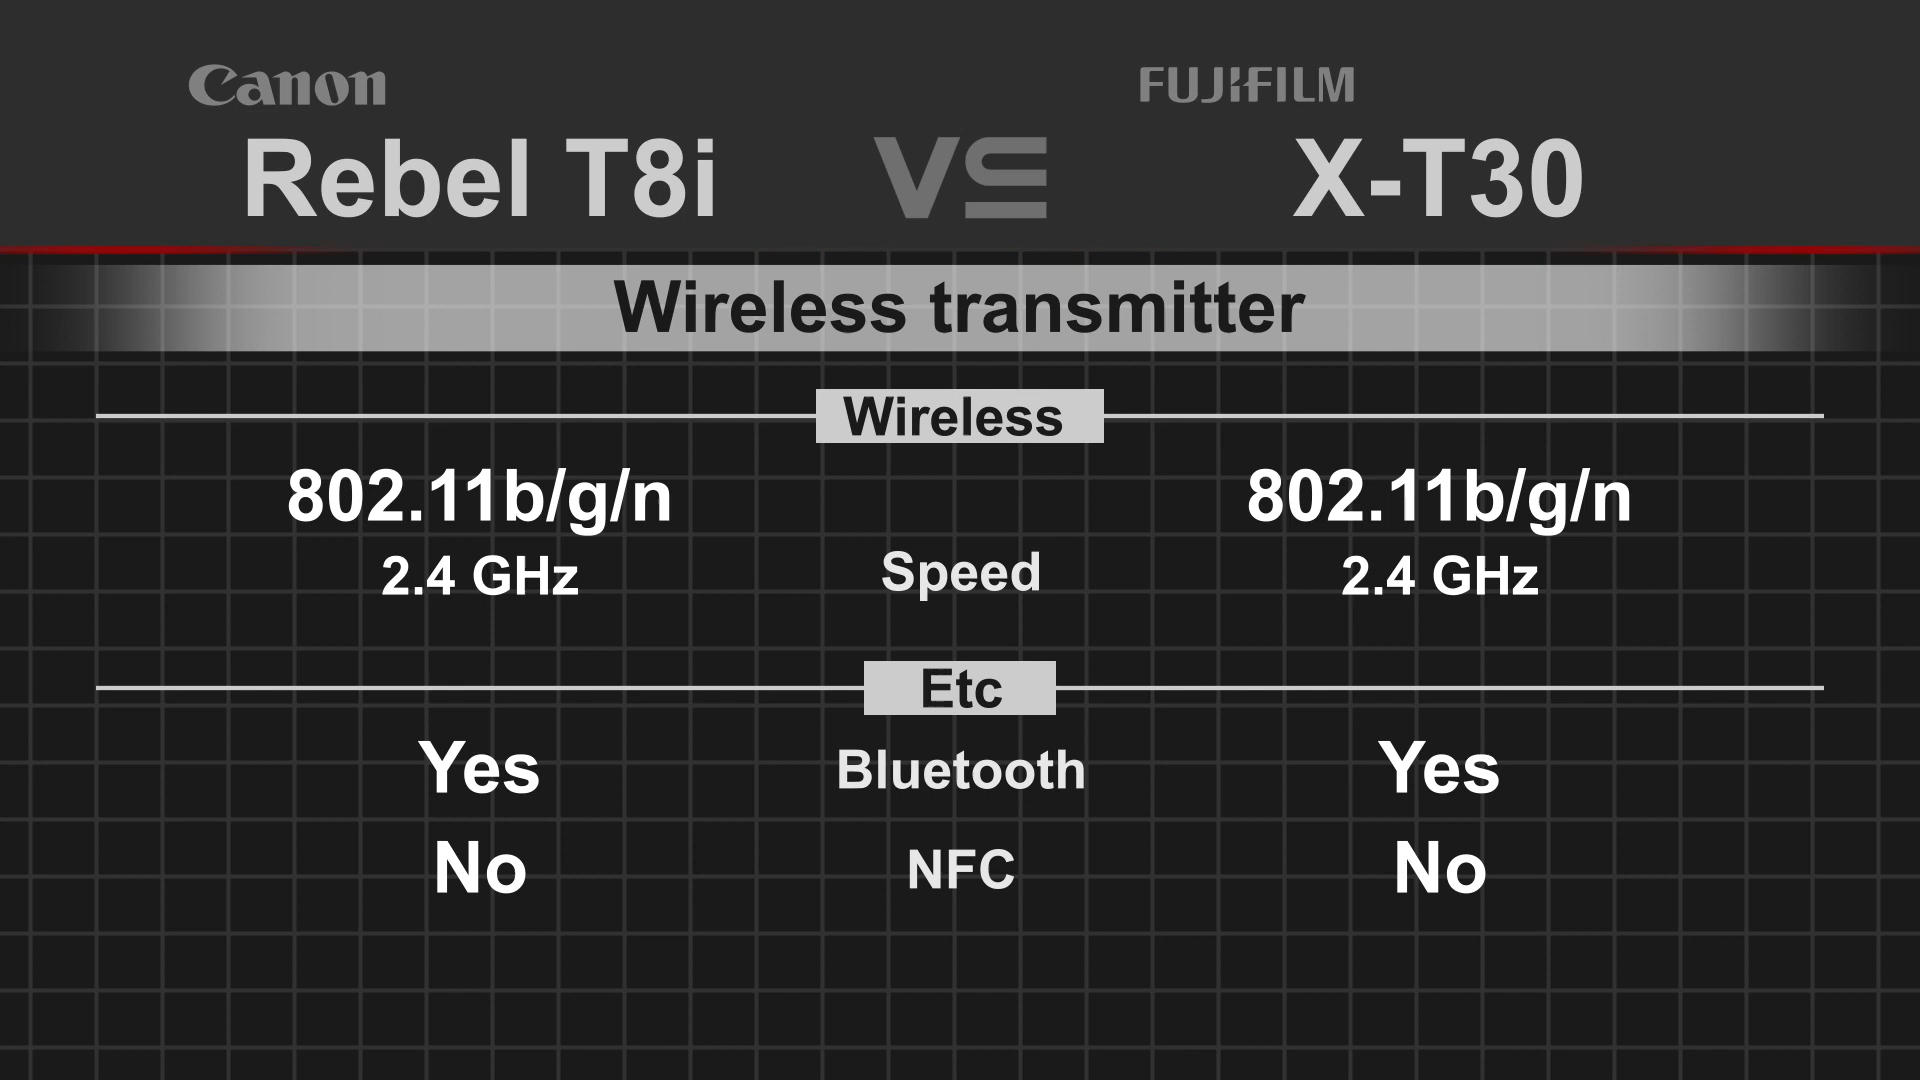 Canon
Rebel T8i
VS
FUJIFILM
X-T30
Wireless transmitter
Wireless
802.11b/g/n
802.11b/g/n
2.4 GHz
Speed
2.4 GHz
Etc
Yes
Bluetooth
Yes
No
NFC
No